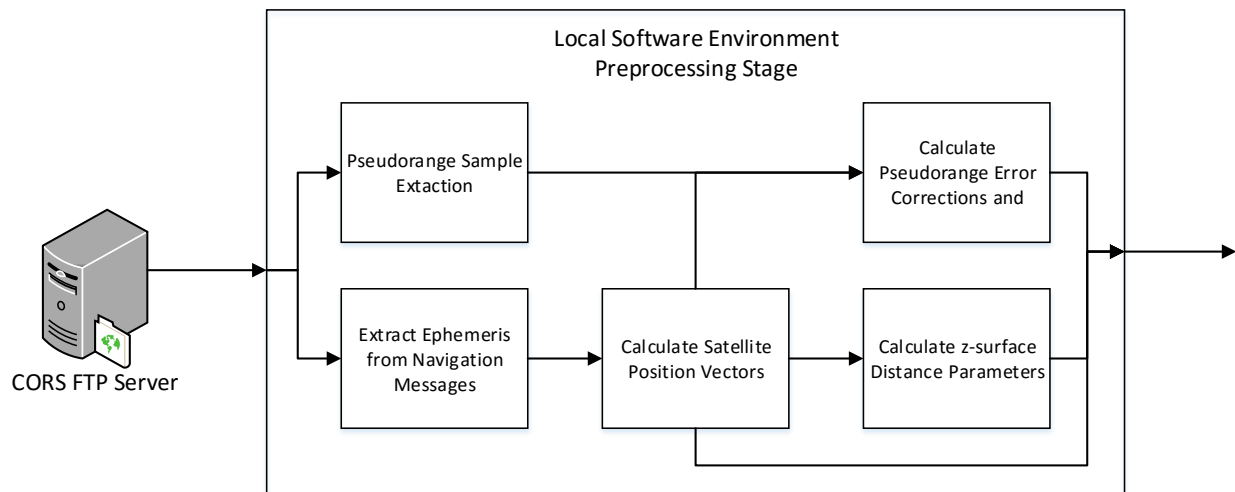 Local Software Environment
Preprocessing Stage
Pseudorange Sample
Extaction
Calculate
Pseudorange Error
Corrections and
CORS FTP Server
Extract Ephemeris
from Navigation
Messages
Calculate Satellite
Position Vectors
Calculate z-surface
Distance Parameters